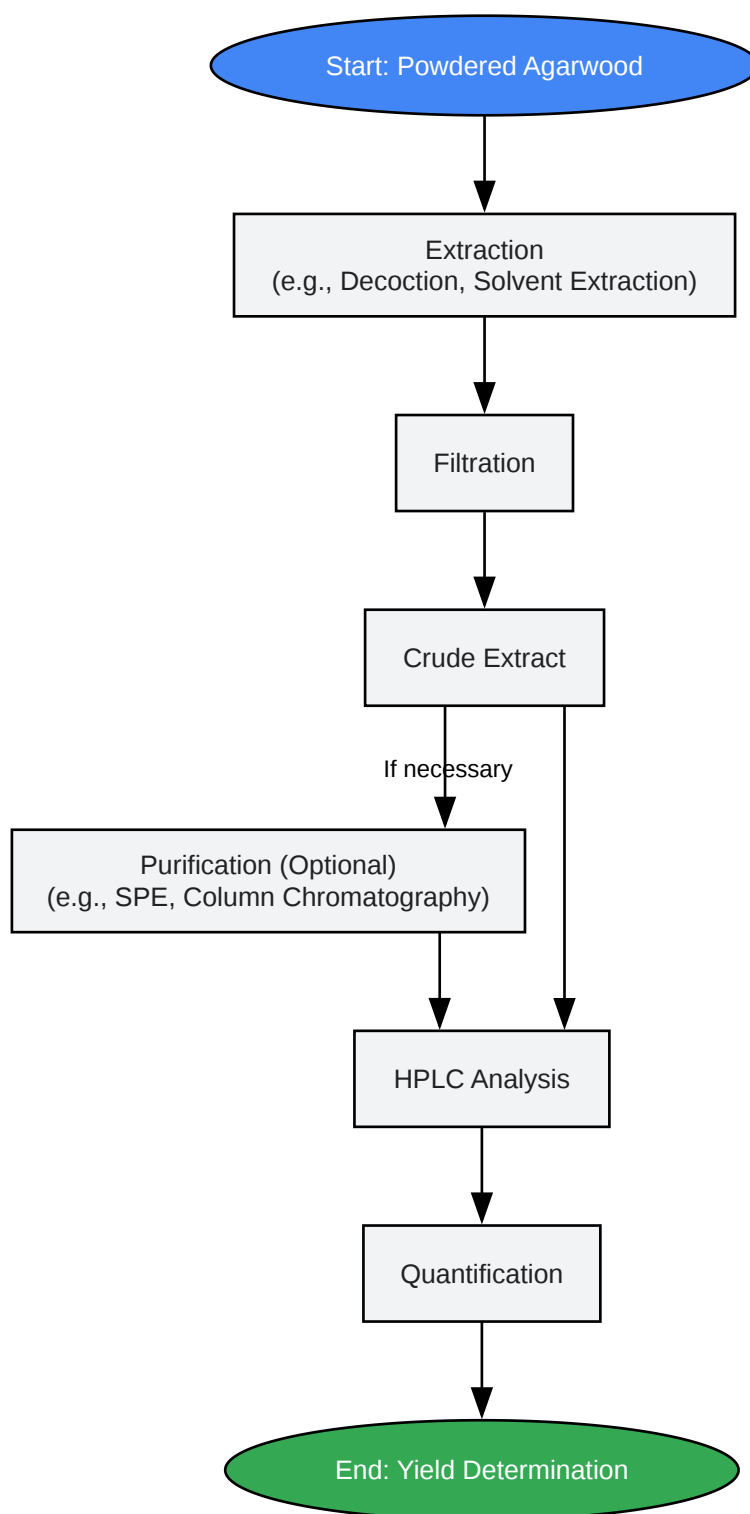 Start: Powdered Agarwood
Extraction
(e.g., Decoction, Solvent Extraction)
Filtration
Crude Extract
If necessary
Purification (Optional)
(e.g., SPE, Column Chromatography)
HPLC Analysis
Quantification
End: Yield Determination